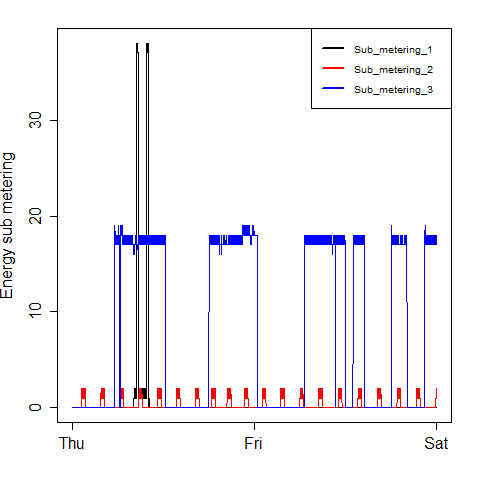 Sub_metering_1
Sub_metering_2
Sub_metering_3
Energy sub metering
30
20
10
0
Thu Fri Sat